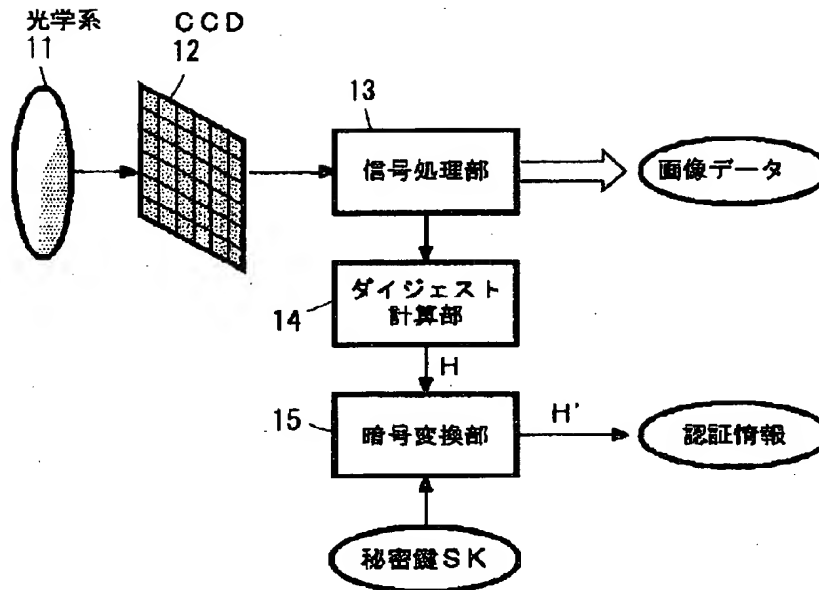 光学系
11
CCD
12
13
信号処理部
画像データ
14
ダイジェスト
計算部
H
15
暗号変換部
H'
認証情報
秘密鍵SK